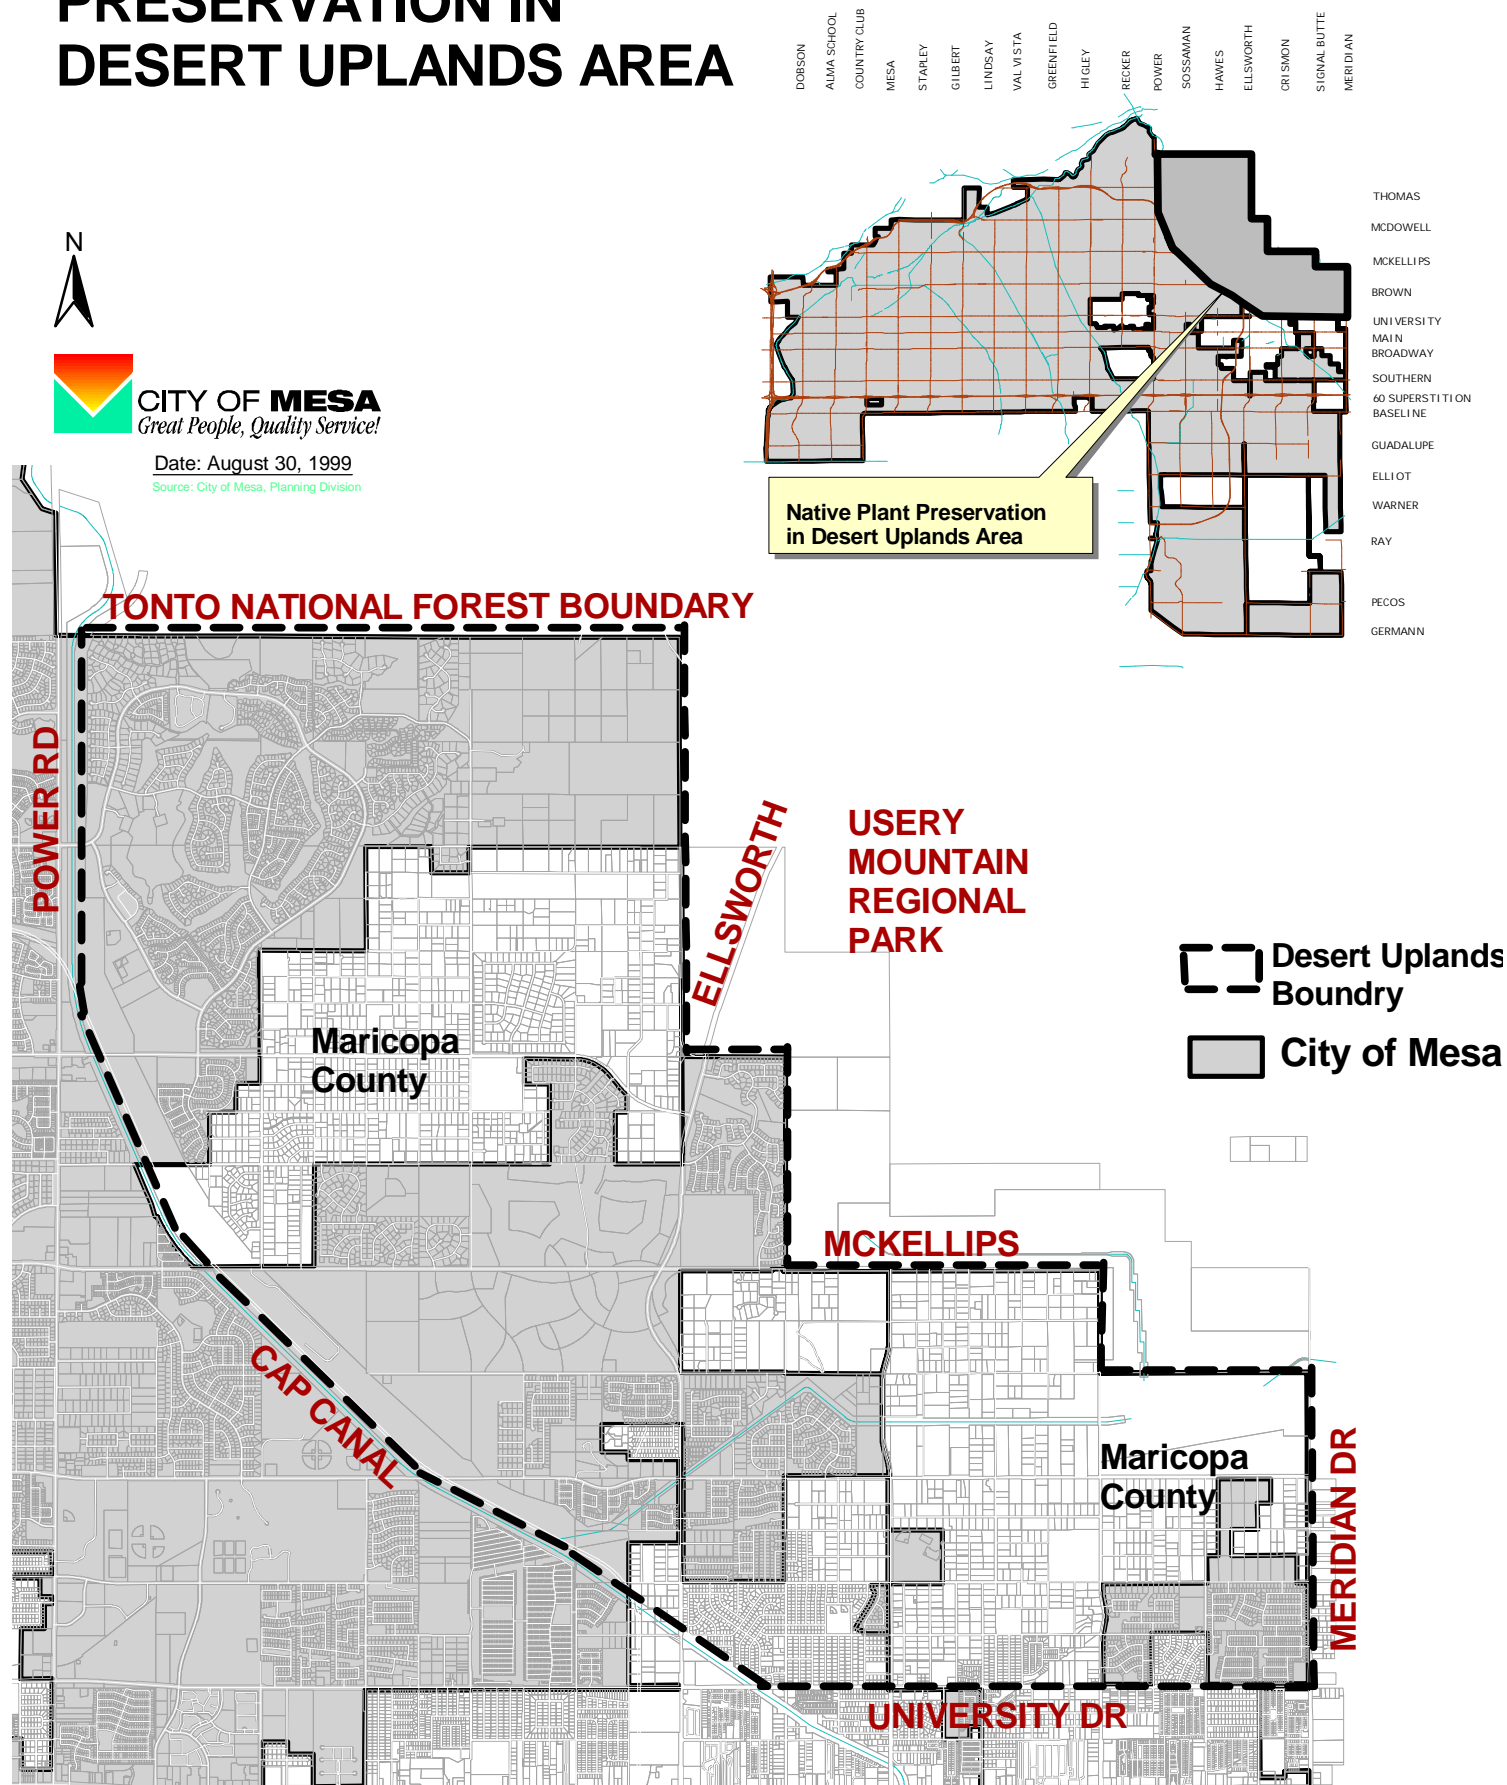 PRESERVATION IN
DESERT UPLANDS AREA
DOBSON
ALMA SCHOOL
COUNTRY CLUB
MESA
STAPLEY
GILBERT
LINDSAY
VAL VISTA
GREENFIELD
HIGLEY
RECKER
POWER
SOSSAMAN
HAWES
ELLSWORTH
CRISMON
SIGNAL BUTTE
MERIDIAN
THOMAS
MCDOWELL
MCKELLIPS
BROWN
UNIVERSITY
MAIN
BROADWAY
SOUTHERN
60 SUPERSTITION
BASELINE
GUADALUPE
ELLIOT
WARNER
RAY
PECOS
GERMANN
N
CITY OF MESA
Great People, Quality Service!
Date: August 30, 1999
Source: City of Mesa, Planning Division
Native Plant Preservation
in Desert Uplands Area
TONTO NATIONAL FOREST BOUNDARY
POWER RD
ELLSWORTH
USERY
MOUNTAIN
REGIONAL
PARK
Desert Uplands
Boundry
City of Mesa
Maricopa
County
MCKELLIPS
CAP CANAL
Maricopa
County
MERIDIAN DR
UNIVERSITY DR